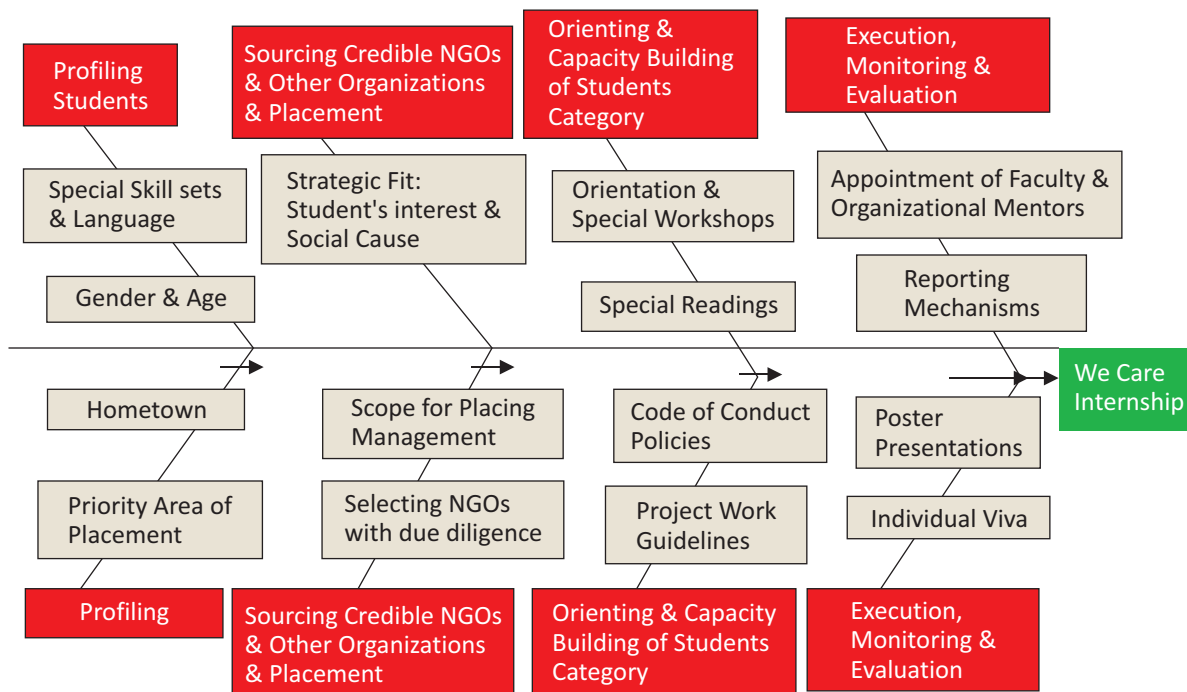 Profiling
Students
Sourcing Credible NGOs
& Other Organizations
& Placement
Orienting &
Capacity Building
of Students
Category
Execution,
Monitoring &
Evaluation
Special Skill sets
& Language
Strategic Fit:
Student's interest &
Social Cause
Orientation &
Special Workshops
Appointment of Faculty &
Organizational Mentors
Gender & Age
Special Readings
Reporting
Mechanisms
We Care
Internship
Hometown
Scope for Placing
Management
Code of Conduct
Policies
Poster
Presentations
Priority Area of
Placement
Selecting NGOs
with due diligence
Project Work
Guidelines
Individual Viva
Profiling
Sourcing Credible NGOs
& Other Organizations
& Placement
Orienting & Capacity
Building of Students
Category
Execution,
Monitoring &
Evaluation